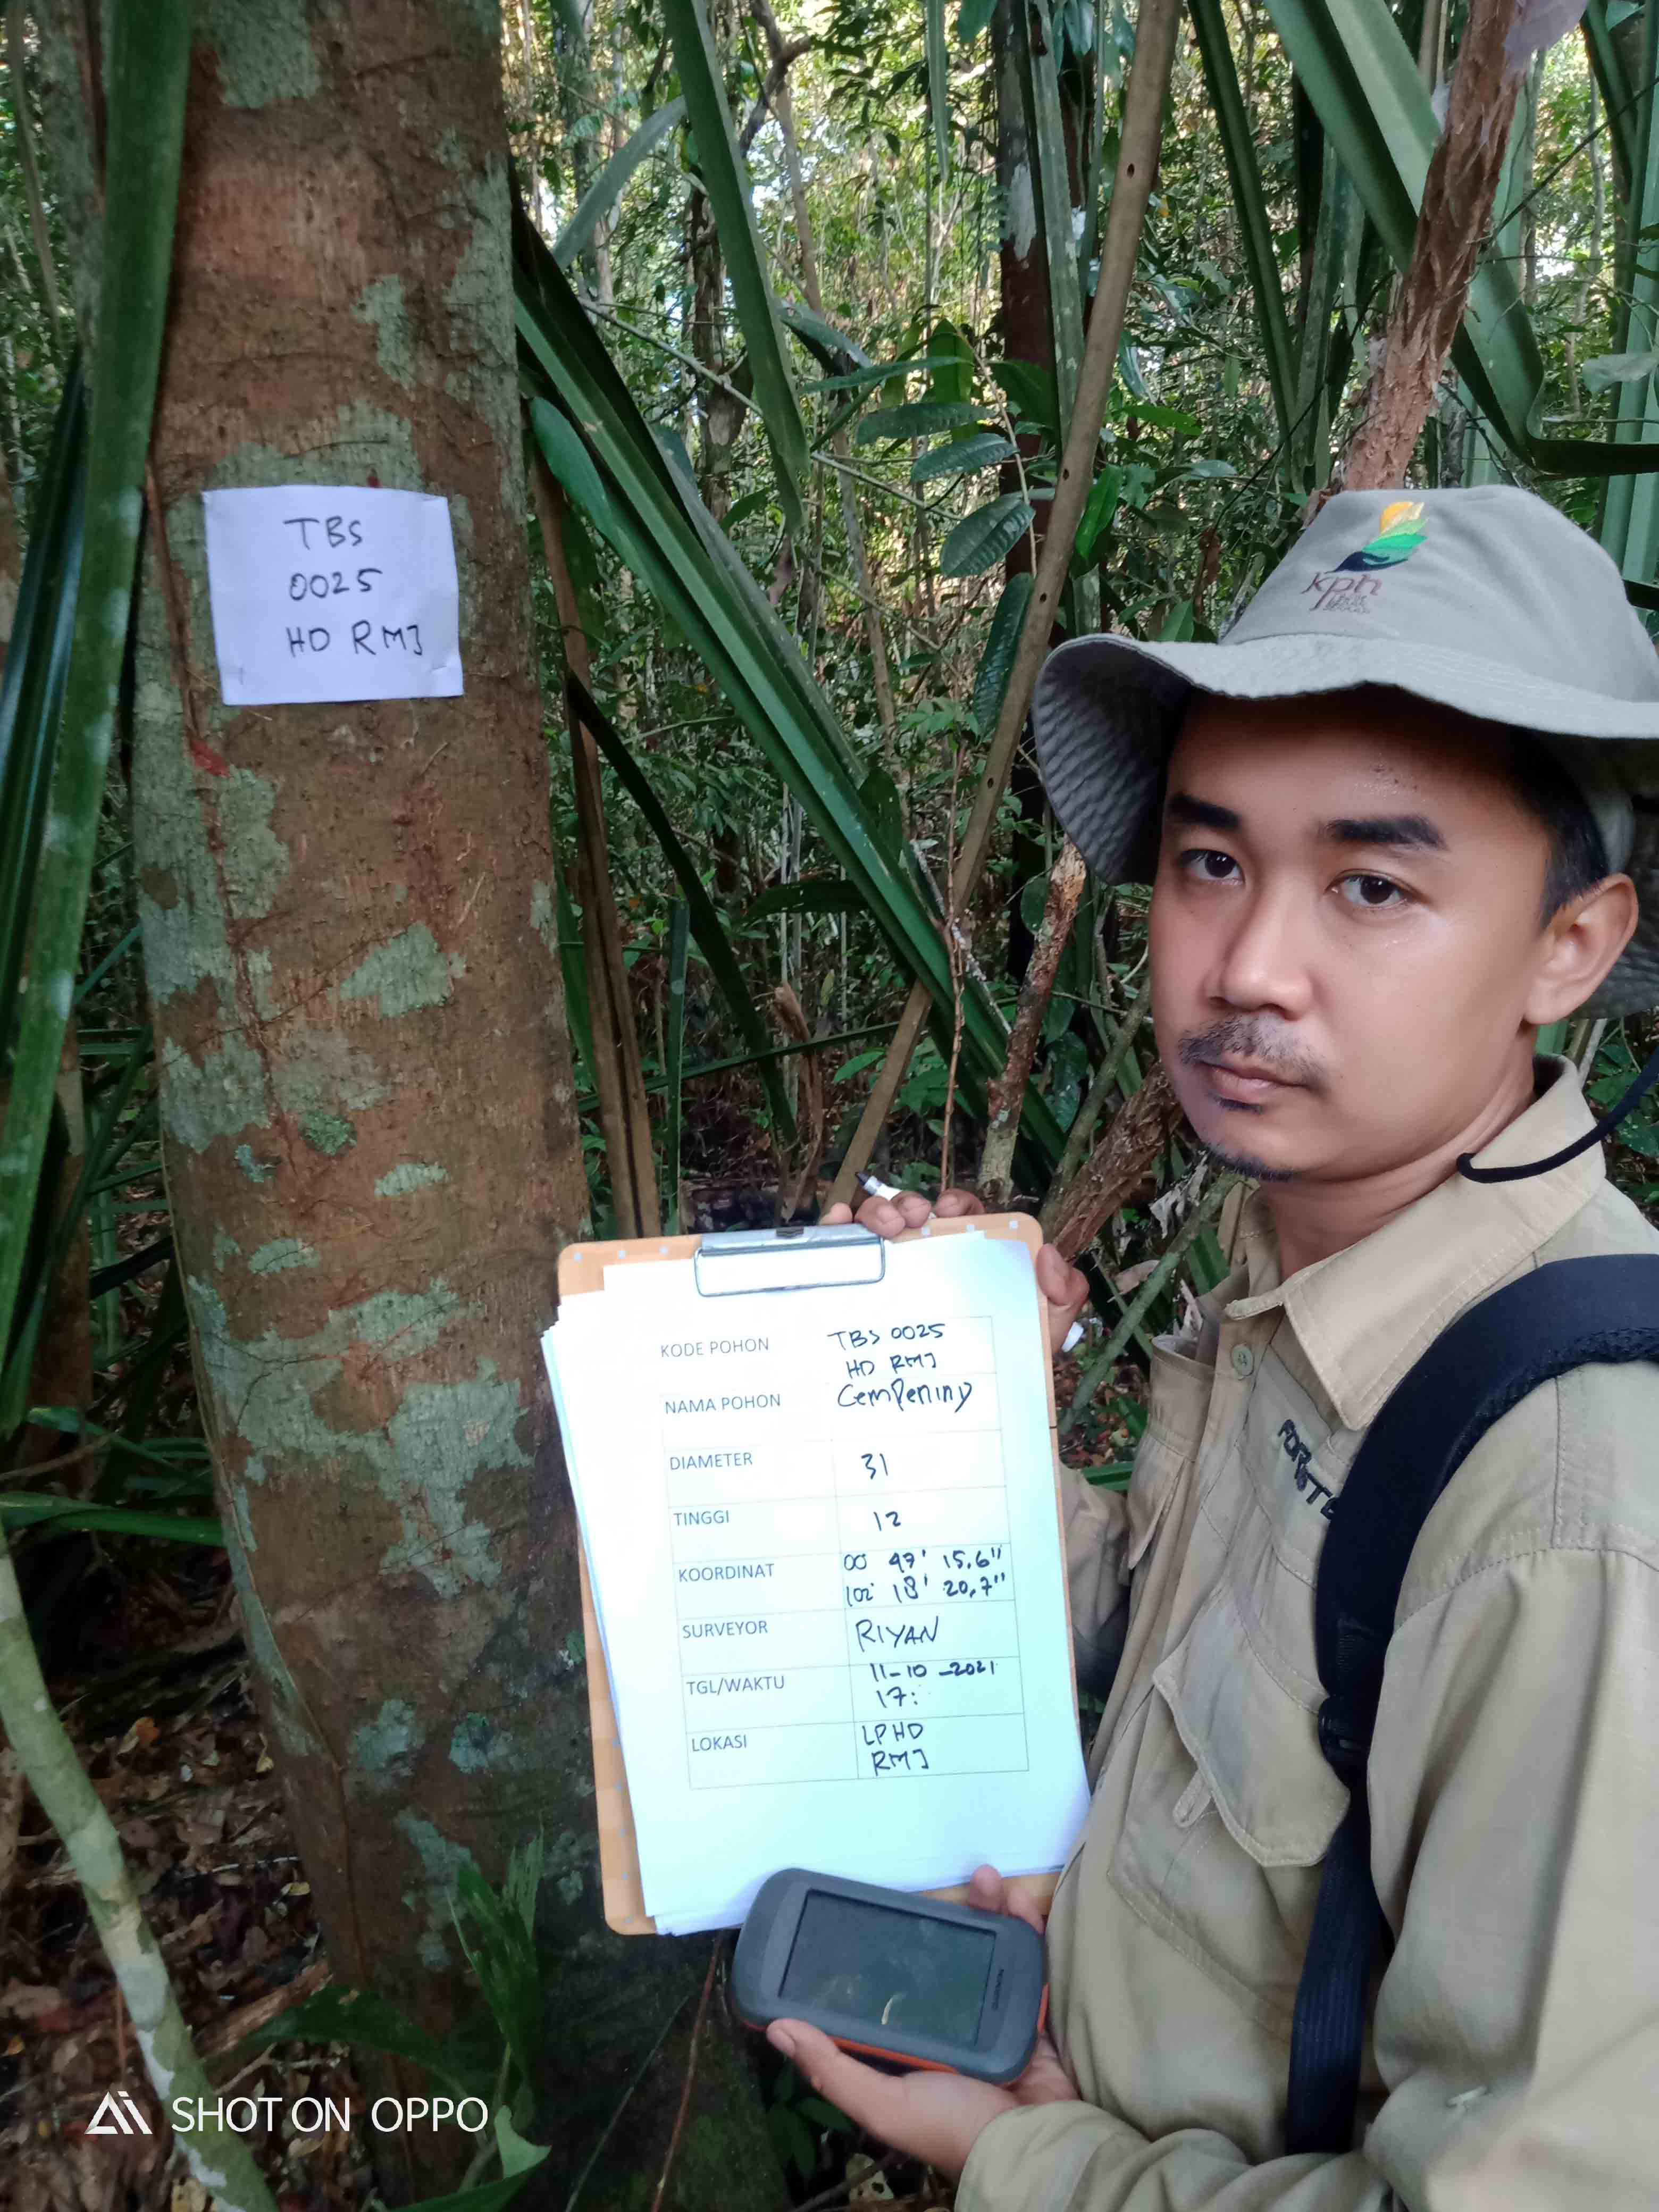 TBS
0025
HD RMJ
kph
FORESTE
KODE POHON TBS 0025
HD RMJ
NAMA POHON Cempening
DIAMETER 31
TINGGI 12
KOORDINAT 00° 47' 15.6"
102° 18' 20,7"
SURVEYOR RIYAN
TGL/WAKTU 11-10-2021
17:
LOKASI LPHD
RMJ
SHOT ON OPPO